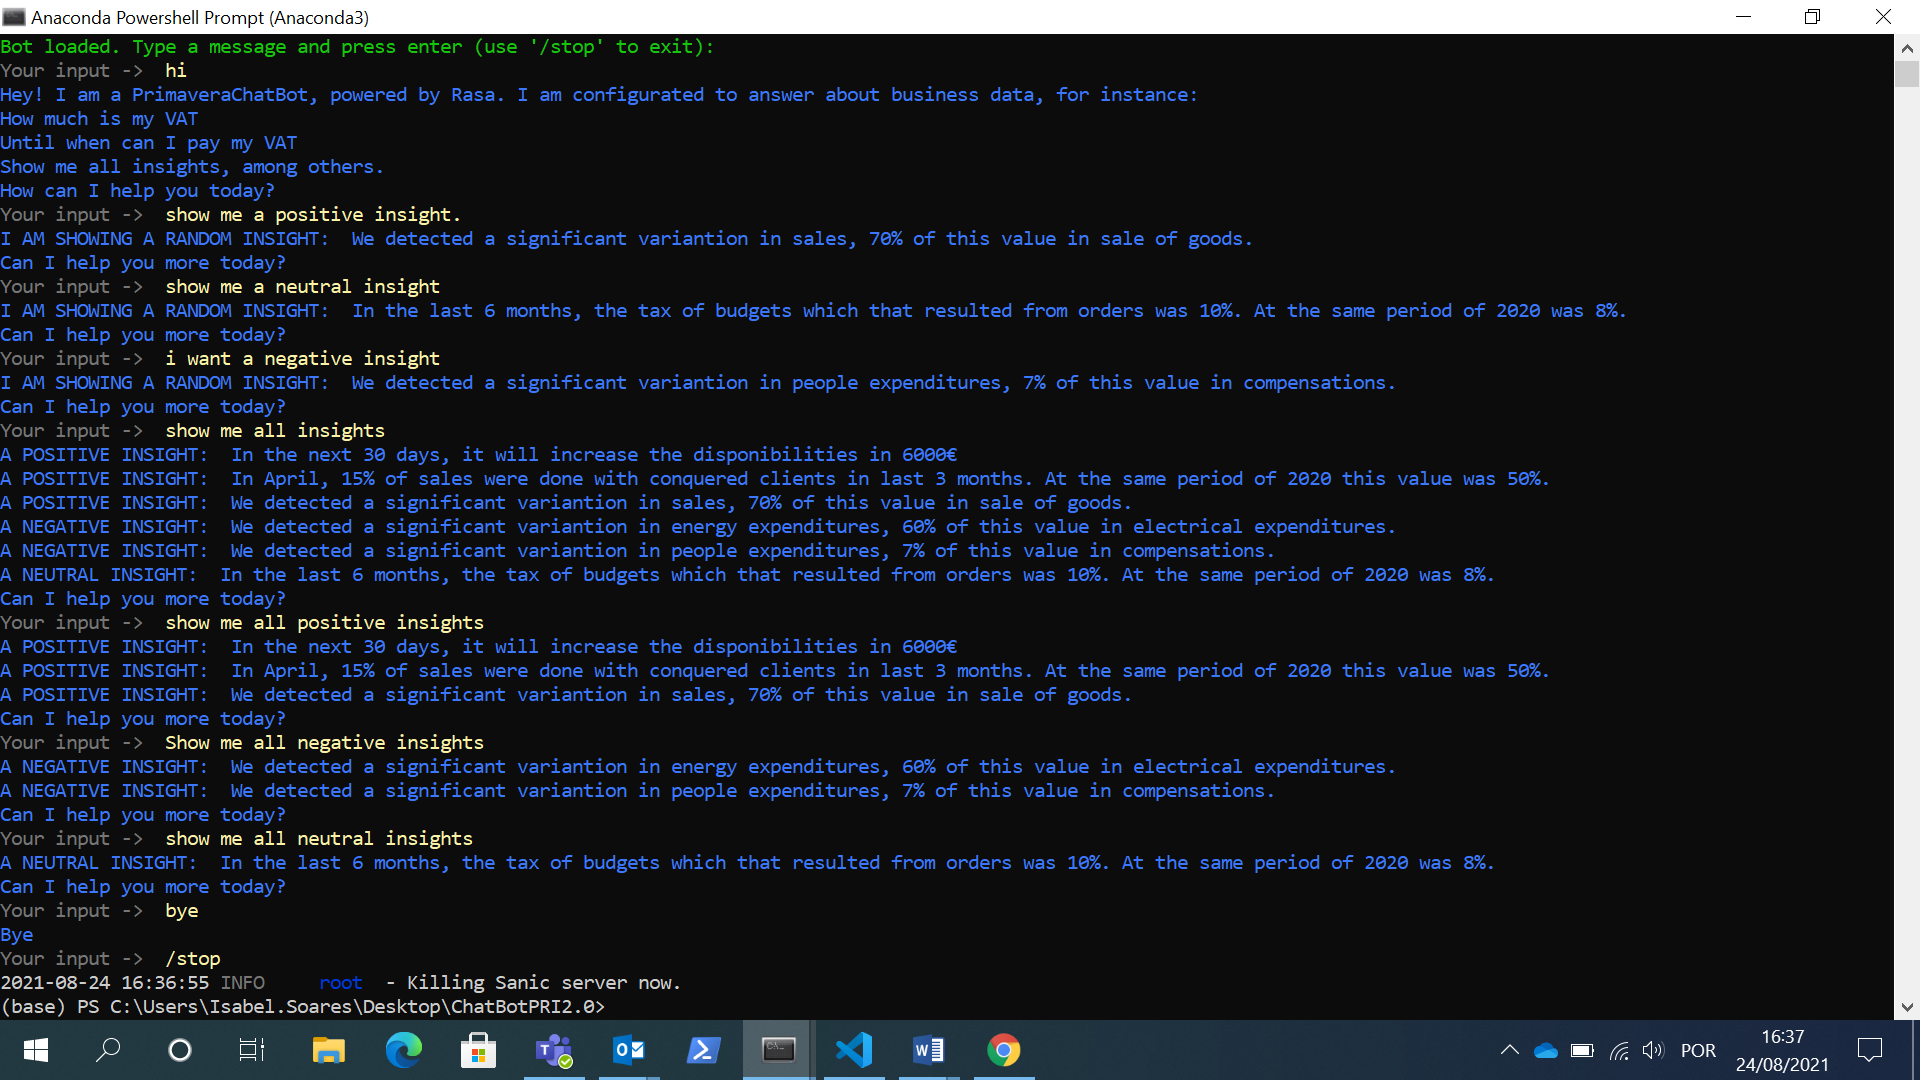 Anaconda Powershell Prompt (Anaconda3)
Bot loaded. Type a message and press enter (use '/stop' to exit):
Your input ->  hi
Hey! I am a PrimaveraChatBot, powered by Rasa. I am configurated to answer about business data, for instance:
How much is my VAT
Until when can I pay my VAT
Show me all insights, among others.
How can I help you today?
Your input ->  show me a positive insight.
I AM SHOWING A RANDOM INSIGHT:  We detected a significant variantion in sales, 70% of this value in sale of goods.
Can I help you more today?
Your input ->  show me a neutral insight
I AM SHOWING A RANDOM INSIGHT:  In the last 6 months, the tax of budgets which that resulted from orders was 10%. At the same period of 2020 was 8%.
Can I help you more today?
Your input ->  i want a negative insight
I AM SHOWING A RANDOM INSIGHT:  We detected a significant variantion in people expenditures, 7% of this value in compensations.
Can I help you more today?
Your input ->  show me all insights
A POSITIVE INSIGHT:  In the next 30 days, it will increase the disponibilities in 6000€
A POSITIVE INSIGHT:  In April, 15% of sales were done with conquered clients in last 3 months. At the same period of 2020 this value was 50%.
A POSITIVE INSIGHT:  We detected a significant variantion in sales, 70% of this value in sale of goods.
A NEGATIVE INSIGHT:  We detected a significant variantion in energy expenditures, 60% of this value in electrical expenditures.
A NEGATIVE INSIGHT:  We detected a significant variantion in people expenditures, 7% of this value in compensations.
A NEUTRAL INSIGHT:  In the last 6 months, the tax of budgets which that resulted from orders was 10%. At the same period of 2020 was 8%.
Can I help you more today?
Your input ->  show me all positive insights
A POSITIVE INSIGHT:  In the next 30 days, it will increase the disponibilities in 6000€
A POSITIVE INSIGHT:  In April, 15% of sales were done with conquered clients in last 3 months. At the same period of 2020 this value was 50%.
A POSITIVE INSIGHT:  We detected a significant variantion in sales, 70% of this value in sale of goods.
Can I help you more today?
Your input ->  Show me all negative insights
A NEGATIVE INSIGHT:  We detected a significant variantion in energy expenditures, 60% of this value in electrical expenditures.
A NEGATIVE INSIGHT:  We detected a significant variantion in people expenditures, 7% of this value in compensations.
Can I help you more today?
Your input ->  show me all neutral insights
A NEUTRAL INSIGHT:  In the last 6 months, the tax of budgets which that resulted from orders was 10%. At the same period of 2020 was 8%.
Can I help you more today?
Your input ->  bye
Bye
Your input ->  /stop
2021-08-24 16:36:55 INFO     root  - Killing Sanic server now.
(base) PS C:\Users\Isabel.Soares\Desktop\ChatBotPRI2.0>
POR
16:37
24/08/2021